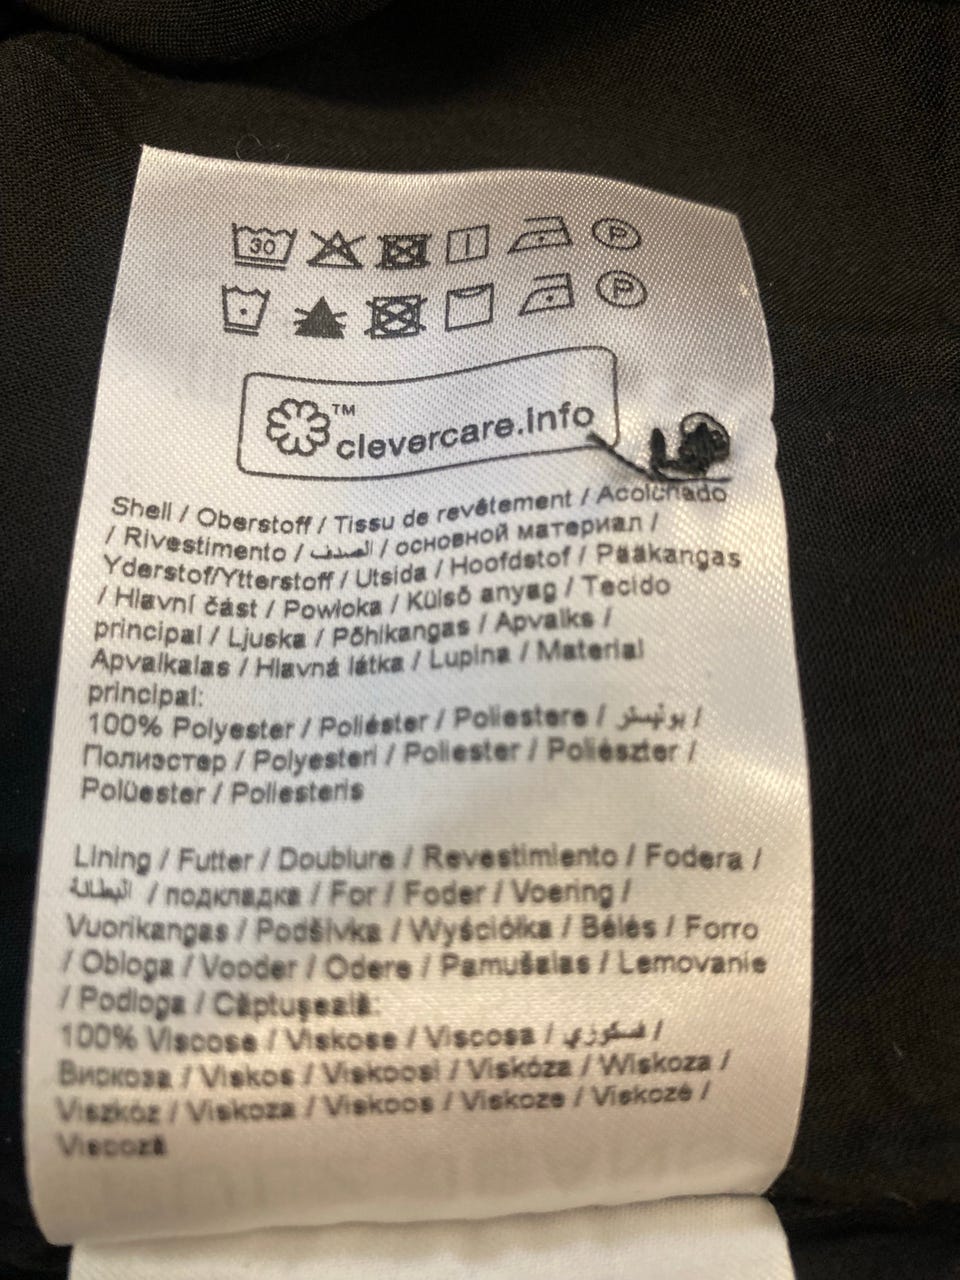 30 P
P
™ clevercare.info
Shell / Oberstoff / Tissu de revêtement / Acolchado
/ Rivestimento / الصدف / основной материал /
Yderstof/Ytterstoff / Utsida / Hoofdstof / Pääkangas
/ Hlavní část / Powłoka / Külső anyag / Tecido
principal / Ljuska / Põhikangas / Apvalks /
Apvalkalas / Hlavná látka / Lupina / Material
principal:
100% Polyester / Poliéster / Poliestere / /
Полиэстер / Polyesteri / Poliester / Poliészter /
Polüester / Poliesteris
Lining / Futter / Doublure / Revestimiento / Fodera /
البطانة / подкладка / For / Foder / Voering /
Vuorikangas / Podšívka / Wyściółka / Bélés / Forro
/ Obloga / Vooder / Odere / Pamušalas / Lemovanie
/ Podloga / Căptușeală:
100% Viscose / Viskose / Viscosa / /
Вискоза / Viskos / Viskoosi / Viskóza / Wiskoza /
Viszkóz / Viskoza / Viskoos / Viskoze / Viskozė /
Viscoză